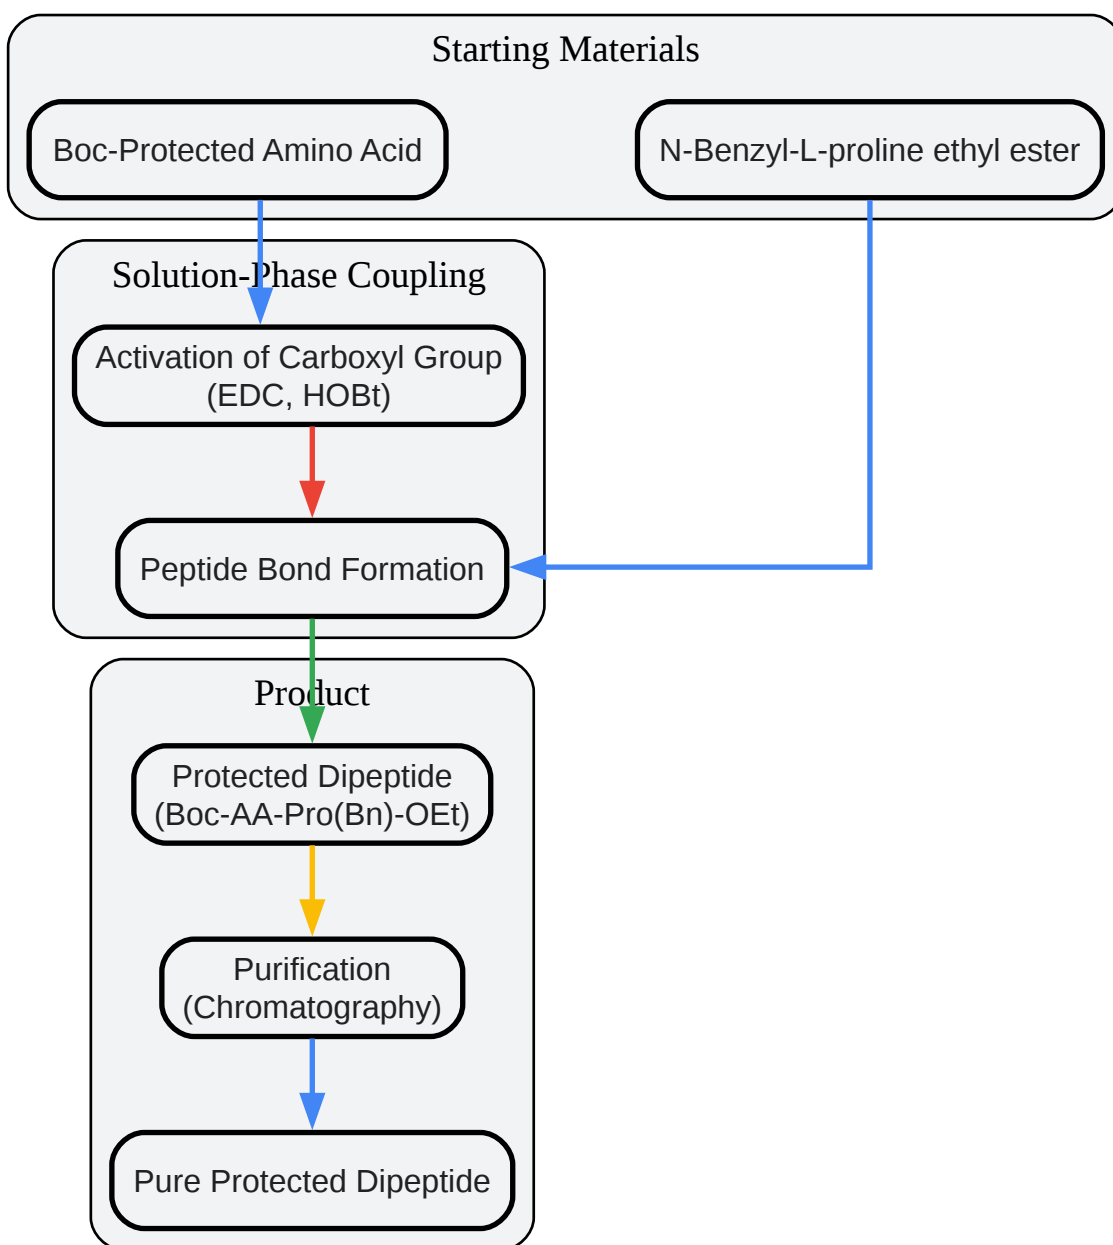 Starting Materials
Boc-Protected Amino Acid
N-Benzyl-L-proline ethyl ester
Solution-Phase Coupling
Activation of Carboxyl Group
(EDC, HOBt)
Peptide Bond Formation
Product
Protected Dipeptide
(Boc-AA-Pro(Bn)-OEt)
Purification
(Chromatography)
Pure Protected Dipeptide